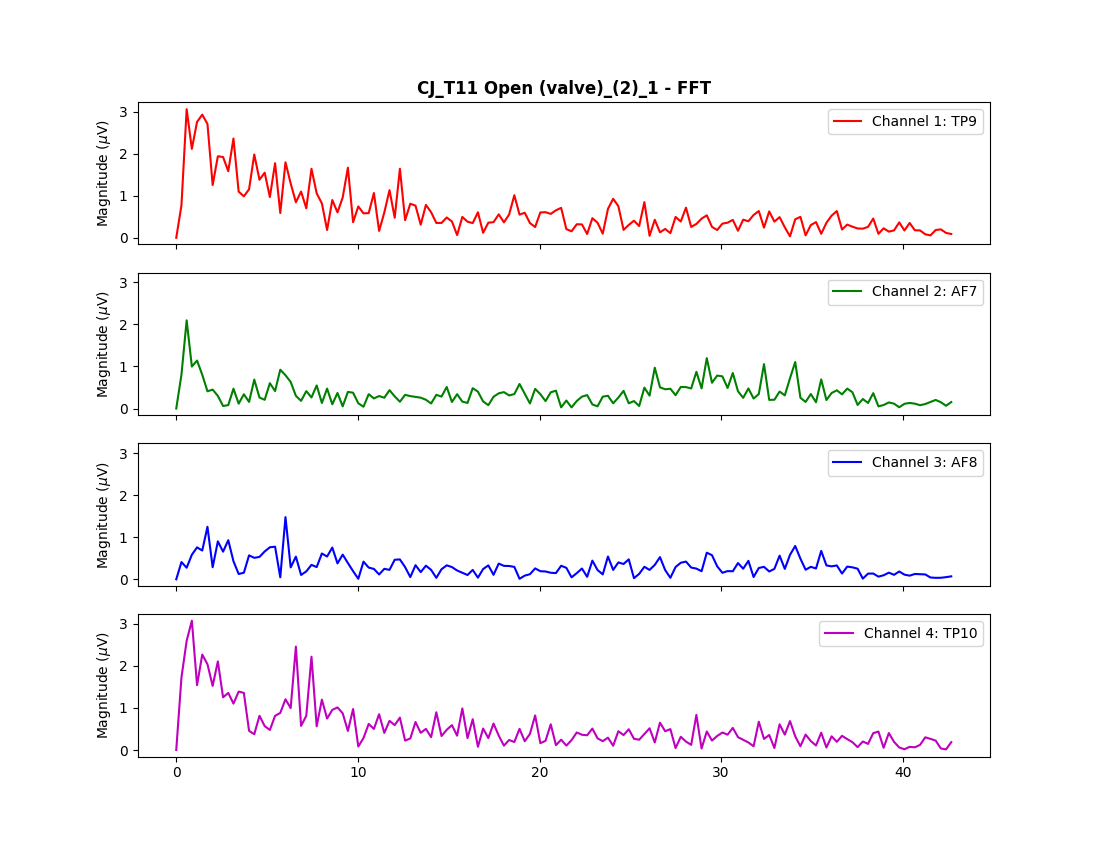 CJ_T11 Open (valve)_(2)_1 - FFT
Magnitude (μV)
3
2
1
0
Channel 1: TP9
Magnitude (μV)
3
2
1
0
Channel 2: AF7
Magnitude (μV)
3
2
1
0
Channel 3: AF8
Magnitude (μV)
3
2
1
0
Channel 4: TP10
0 10 20 30 40